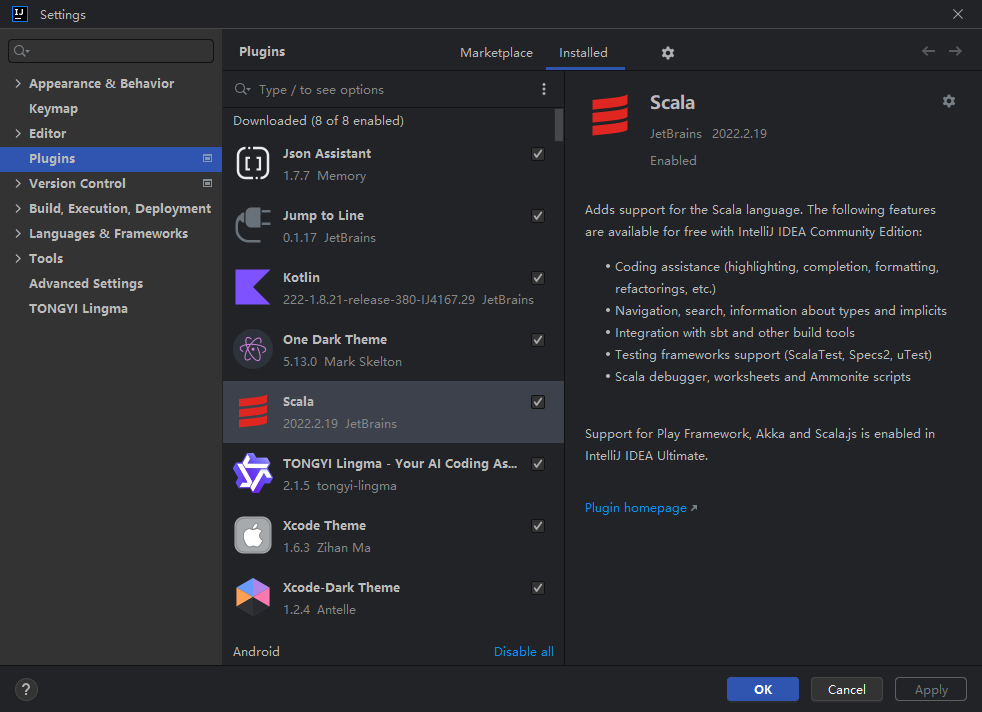 Settings
Appearance & Behavior
Keymap
Editor
Plugins
Version Control
Build, Execution, Deployment
Languages & Frameworks
Tools
Advanced Settings
TONGYI Lingma
Plugins
Marketplace
Installed
Type / to see options
Downloaded (8 of 8 enabled)
Json Assistant
1.7.7 Memory
Jump to Line
0.1.17 JetBrains
Kotlin
222-1.8.21-release-380-IJ4167.29 JetBrains
One Dark Theme
5.13.0 Mark Skelton
Scala
2022.2.19 JetBrains
TONGYI Lingma - Your AI Coding As...
2.1.5 tongyi-lingma
Xcode Theme
1.6.3 Zihan Ma
Xcode-Dark Theme
1.2.4 Antelle
Android
Disable all
Scala
JetBrains 2022.2.19
Enabled
Adds support for the Scala language. The following features
are available for free with IntelliJ IDEA Community Edition:
• Coding assistance (highlighting, completion, formatting,
refactorings, etc.)
• Navigation, search, information about types and implicits
• Integration with sbt and other build tools
• Testing frameworks support (ScalaTest, Specs2, uTest)
• Scala debugger, worksheets and Ammonite scripts
Support for Play Framework, Akka and Scala.js is enabled in
IntelliJ IDEA Ultimate.
Plugin homepage ↗
?
OK
Cancel
Apply